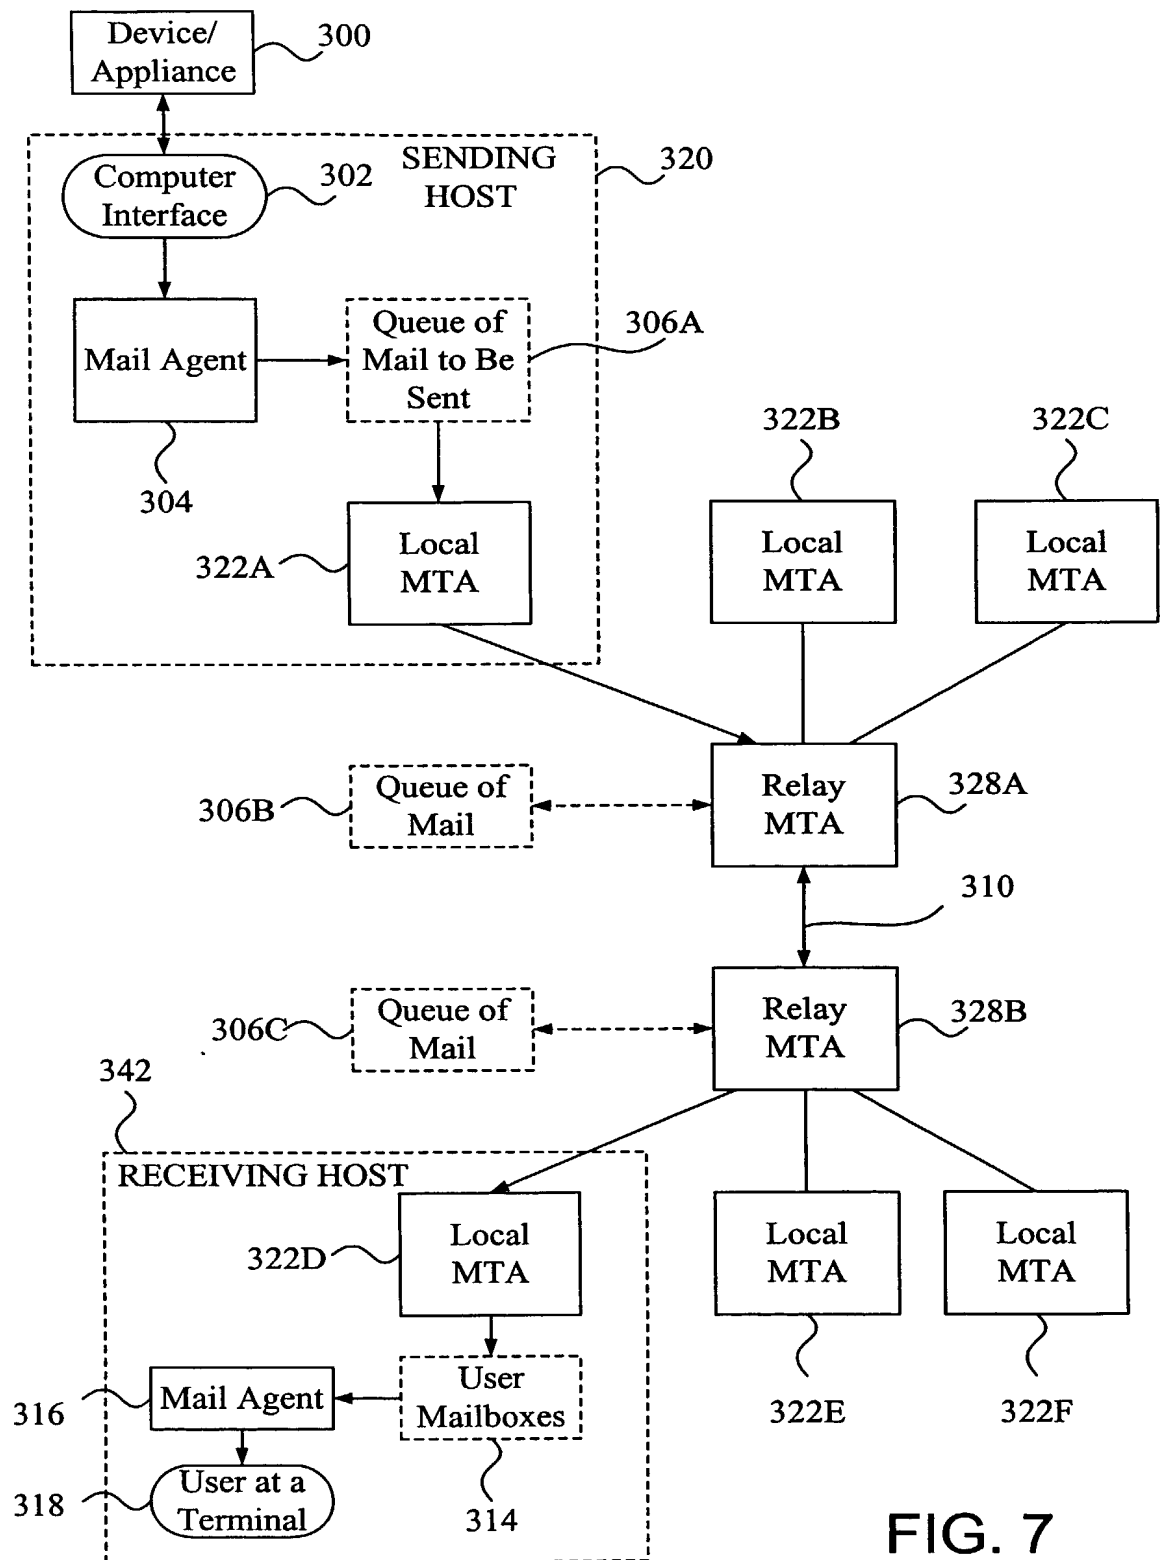 Device/
Appliance
300
SENDING
HOST
320
Computer
Interface
302
Mail Agent
304
Queue of
Mail to Be
Sent
306A
322A
Local
MTA
322B
Local
MTA
322C
Local
MTA
306B
Queue of
Mail
Relay
MTA
328A
310
306C
Queue of
Mail
Relay
MTA
328B
342
RECEIVING HOST
322D
Local
MTA
Local
MTA
322E
Local
MTA
322F
316
Mail Agent
User
Mailboxes
314
318
User at a
Terminal
FIG. 7